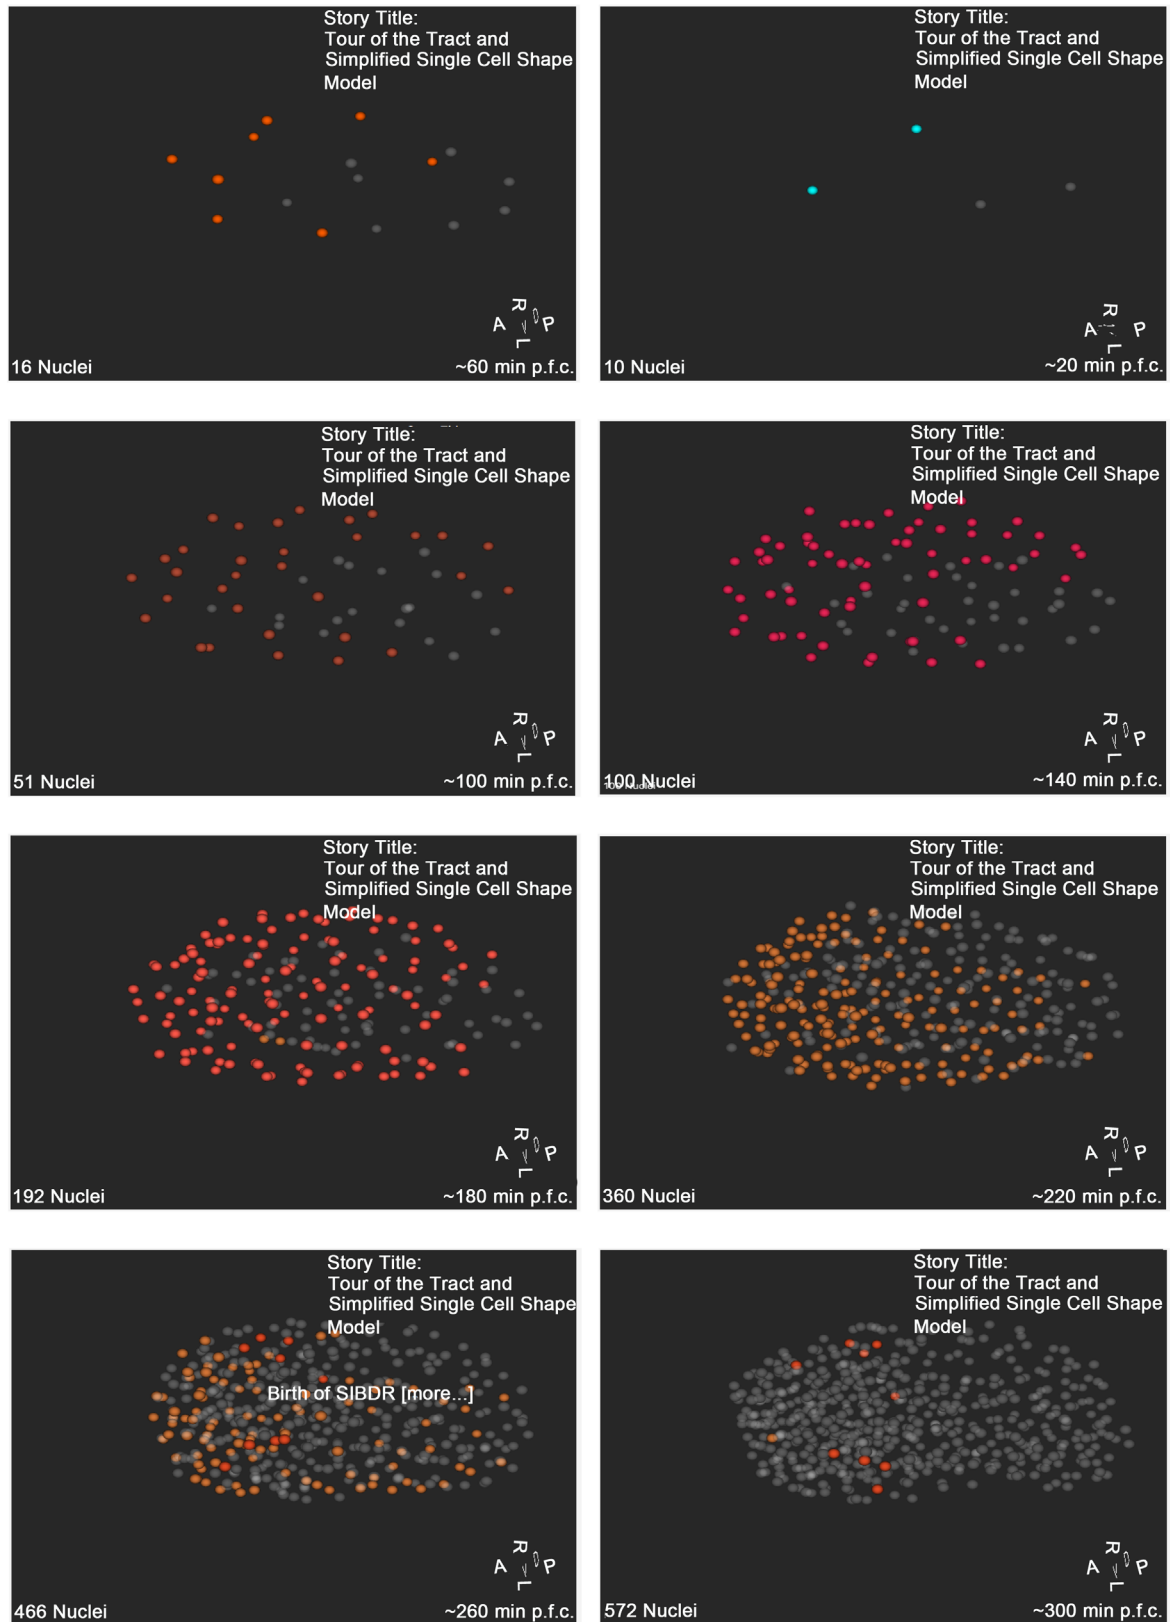 Story Title:
Tour of the Tract and
Simplified Single Cell Shape
Model
R
A V D P
L
16 Nuclei
~60 min p.f.c.
Story Title:
Tour of the Tract and
Simplified Single Cell Shape
Model
R
A P
L
10 Nuclei
~20 min p.f.c.
Story Title:
Tour of the Tract and
Simplified Single Cell Shape
Model
R
A V D P
L
51 Nuclei
~100 min p.f.c.
Story Title:
Tour of the Tract and
Simplified Single Cell Shape
Model
R
A V D P
L
100 Nuclei
~140 min p.f.c.
Story Title:
Tour of the Tract and
Simplified Single Cell Shape
Model
R
A V D P
L
192 Nuclei
~180 min p.f.c.
Story Title:
Tour of the Tract and
Simplified Single Cell Shape
Model
R
A V D P
L
360 Nuclei
~220 min p.f.c.
Story Title:
Tour of the Tract and
Simplified Single Cell Shape
Model
Birth of SIBDR [more...]
R
A V D P
L
466 Nuclei
~260 min p.f.c.
Story Title:
Tour of the Tract and
Simplified Single Cell Shape
Model
R
A V D P
L
572 Nuclei
~300 min p.f.c.